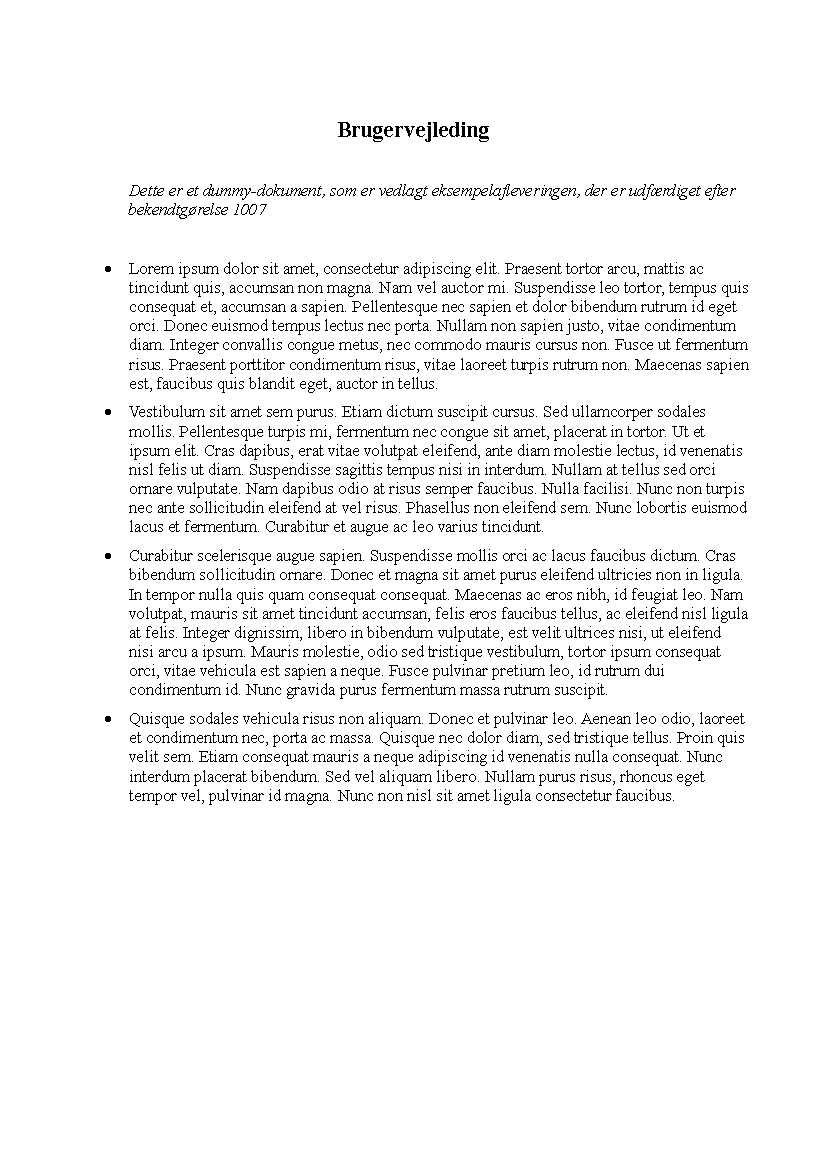 Brugervejleding
Dette er et dummy-dokument, som er vedlagt eksempelafleveringen, der er udfærdiget efter
bekendtgørelse 1007
• Lorem ipsum dolor sit amet, consectetur adipiscing elit. Praesent tortor arcu, mattis ac
tincidunt quis, accumsan non magna. Nam vel auctor mi. Suspendisse leo tortor, tempus quis
consequat et, accumsan a sapien. Pellentesque nec sapien et dolor bibendum rutrum id eget
orci. Donec euismod tempus lectus nec porta. Nullam non sapien justo, vitae condimentum
diam. Integer convallis congue metus, nec commodo mauris cursus non. Fusce ut fermentum
risus. Praesent porttitor condimentum risus, vitae laoreet turpis rutrum non. Maecenas sapien
est, faucibus quis blandit eget, auctor in tellus.
• Vestibulum sit amet sem purus. Etiam dictum suscipit cursus. Sed ullamcorper sodales
mollis. Pellentesque turpis mi, fermentum nec congue sit amet, placerat in tortor. Ut et
ipsum elit. Cras dapibus, erat vitae volutpat eleifend, ante diam molestie lectus, id venenatis
nisl felis ut diam. Suspendisse sagittis tempus nisi in interdum. Nullam at tellus sed orci
ornare vulputate. Nam dapibus odio at risus semper faucibus. Nulla facilisi. Nunc non turpis
nec ante sollicitudin eleifend at vel risus. Phasellus non eleifend sem. Nunc lobortis euismod
lacus et fermentum. Curabitur et augue ac leo varius tincidunt.
• Curabitur scelerisque augue sapien. Suspendisse mollis orci ac lacus faucibus dictum. Cras
bibendum sollicitudin ornare. Donec et magna sit amet purus eleifend ultricies non in ligula.
In tempor nulla quis quam consequat consequat. Maecenas ac eros nibh, id feugiat leo. Nam
volutpat, mauris sit amet tincidunt accumsan, felis eros faucibus tellus, ac eleifend nisl ligula
at felis. Integer dignissim, libero in bibendum vulputate, est velit ultrices nisi, ut eleifend
nisi arcu a ipsum. Mauris molestie, odio sed tristique vestibulum, tortor ipsum consequat
orci, vitae vehicula est sapien a neque. Fusce pulvinar pretium leo, id rutrum dui
condimentum id. Nunc gravida purus fermentum massa rutrum suscipit.
• Quisque sodales vehicula risus non aliquam. Donec et pulvinar leo. Aenean leo odio, laoreet
et condimentum nec, porta ac massa. Quisque nec dolor diam, sed tristique tellus. Proin quis
velit sem. Etiam consequat mauris a neque adipiscing id venenatis nulla consequat. Nunc
interdum placerat bibendum. Sed vel aliquam libero. Nullam purus risus, rhoncus eget
tempor vel, pulvinar id magna. Nunc non nisl sit amet ligula consectetur faucibus.